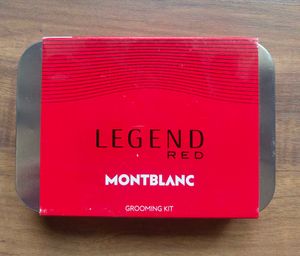 LEGEND
RED
MONTBLANC
GROOMING KIT